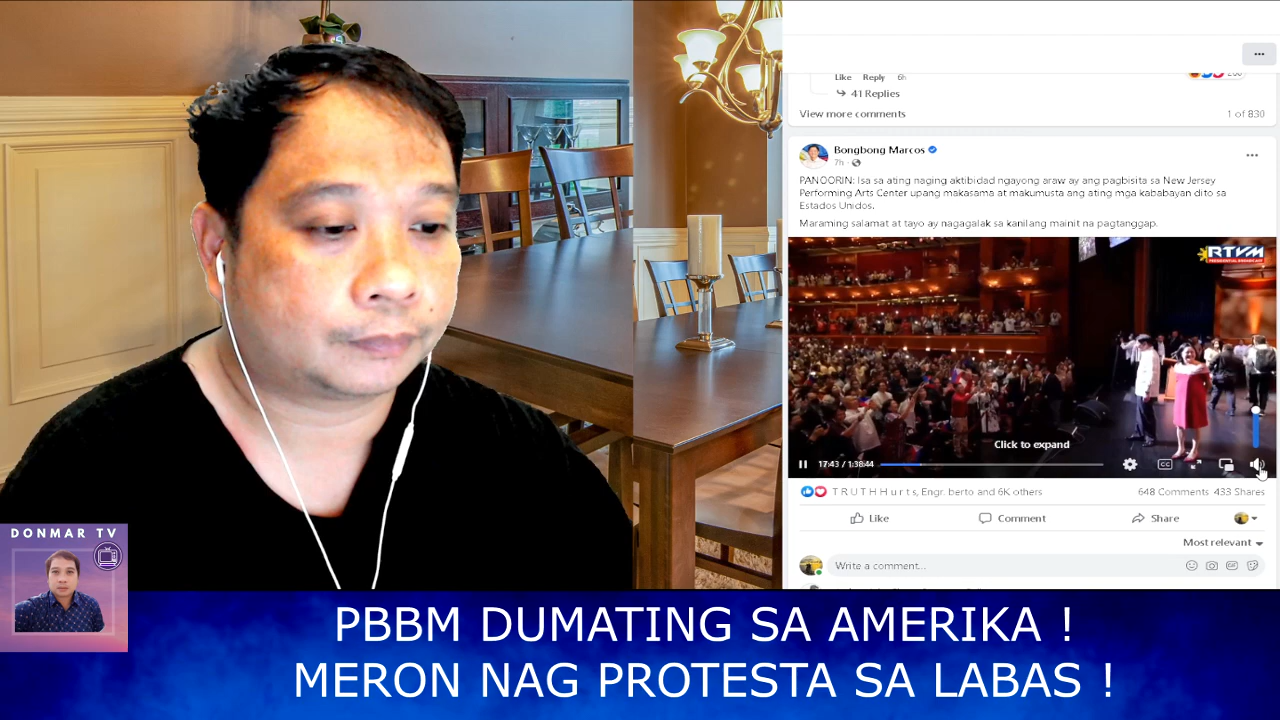 Like Reply 6h
41 Replies
View more comments
1 of 830
Bongbong Marcos
7h
PANOORIN: Isa sa ating naging aktibidad ngayong araw ay ang pagbisita sa New Jersey
Performing Arts Center upang makasama at makumusta ang ating mga kababayan dito sa
Estados Unidos.
Maraming salamat at tayo ay nagagalak sa kanilang mainit na pagtanggap.
RTVM
Click to expand
17:43 / 1:38:44
CC
T R U T H H u r t s, Engr. berto and 6K others
648 Comments 433 Shares
Like Comment Share
Most relevant
Write a comment...
DONMAR TV
PBBM DUMATING SA AMERIKA !
MERON NAG PROTESTA SA LABAS !